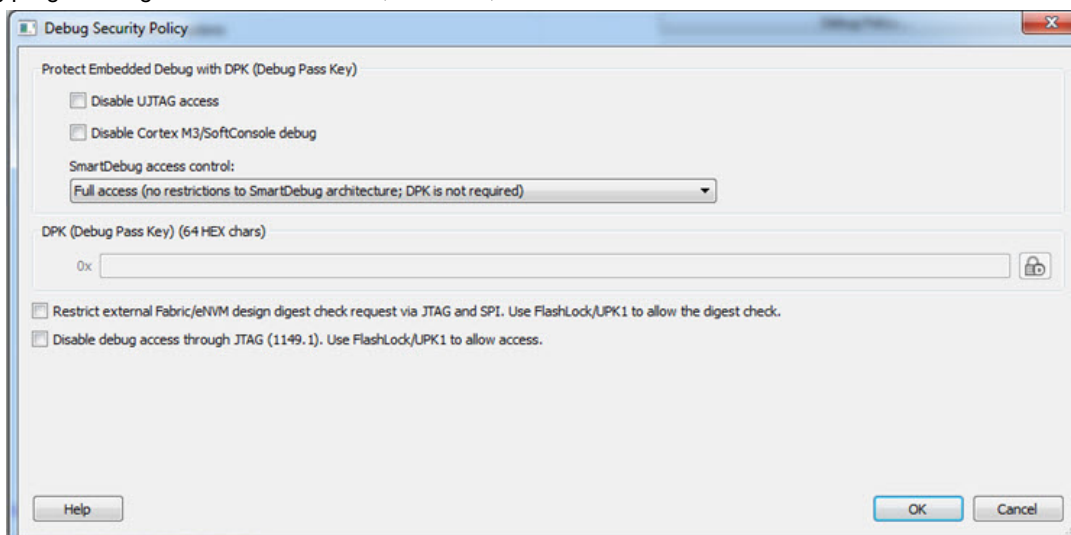 Debug Security Policy
Protect Embedded Debug with DPK (Debug Pass Key)
Disable UJTAG access
Disable Cortex M3/SoftConsole debug
SmartDebug access control:
Full access (no restrictions to SmartDebug architecture; DPK is not required)
DPK (Debug Pass Key) (64 HEX chars)
0x
Restrict external Fabric/eNVM design digest check request via JTAG and SPI. Use FlashLock/UPK1 to allow the digest check.
Disable debug access through JTAG (1149.1). Use FlashLock/UPK1 to allow access.
Help
OK
Cancel